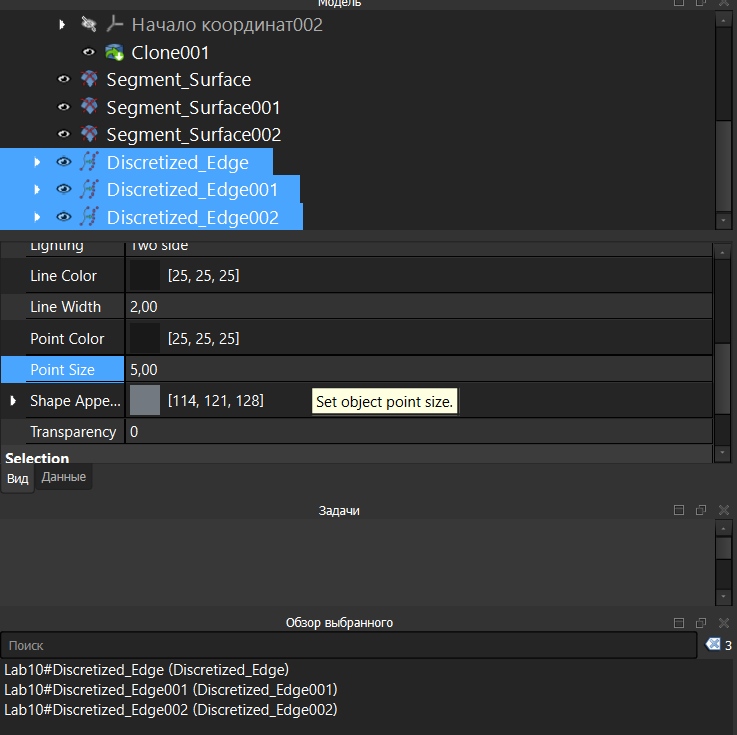 Модель
Начало координат002
Clone001
Segment_Surface
Segment_Surface001
Segment_Surface002
Discretized_Edge
Discretized_Edge001
Discretized_Edge002
Lighting Two side
Line Color [25, 25, 25]
Line Width 2,00
Point Color [25, 25, 25]
Point Size 5,00
Shape Appe... [114, 121, 128]
Set object point size.
Transparency 0
Selection
Вид Данные
Задачи
Обзор выбранного
Поиск 3
Lab10#Discretized_Edge (Discretized_Edge)
Lab10#Discretized_Edge001 (Discretized_Edge001)
Lab10#Discretized_Edge002 (Discretized_Edge002)